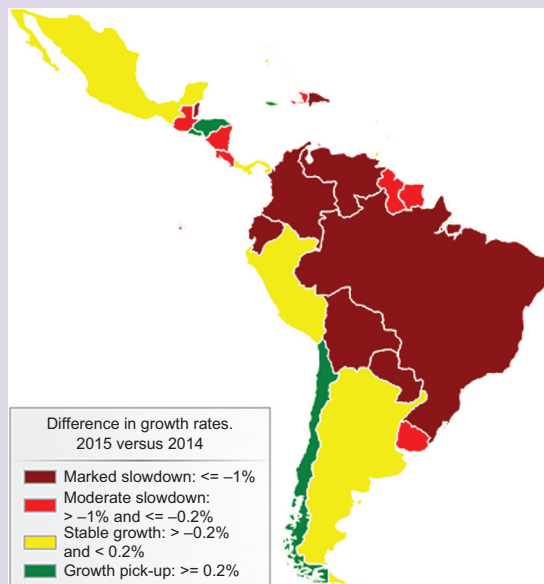 Difference in growth rates.
2015 versus 2014
Marked slowdown: <= –1%
Moderate slowdown:
> –1% and <= –0.2%
Stable growth: > –0.2%
and < 0.2%
Growth pick-up: >= 0.2%